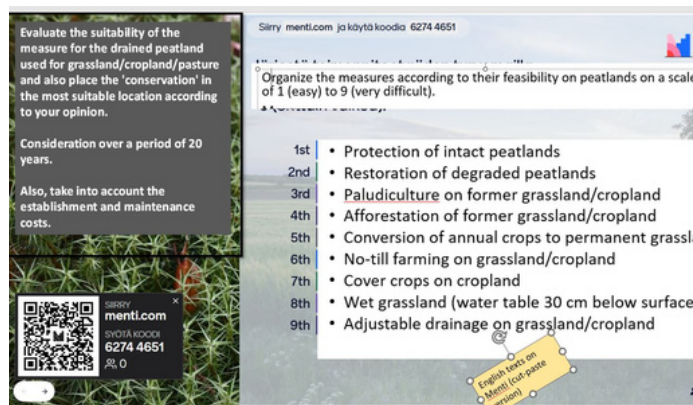 Evaluate the suitability of the
measure for the drained peatland
used for grassland/cropland/pasture
and also place the 'conservation' in
the most suitable location according
to your opinion.
Consideration over a period of 20
years.
Also, take into account the
establishment and maintenance
costs.
SIIRRY
menti.com
SYÖTÄ KOODI
6274 4651
0
Siirry menti.com ja käytä koodia 6274 4651
Organize the measures according to their feasibility on peatlands on a scale
of 1 (easy) to 9 (very difficult).
1st • Protection of intact peatlands
2nd • Restoration of degraded peatlands
3rd • Paludiculture on former grassland/cropland
4th • Afforestation of former grassland/cropland
5th • Conversion of annual crops to permanent grassl
6th • No-till farming on grassland/cropland
7th • Cover crops on cropland
8th • Wet grassland (water table 30 cm below surface
9th • Adjustable drainage on grassland/cropland
English texts on
Menti (cut-paste
version)